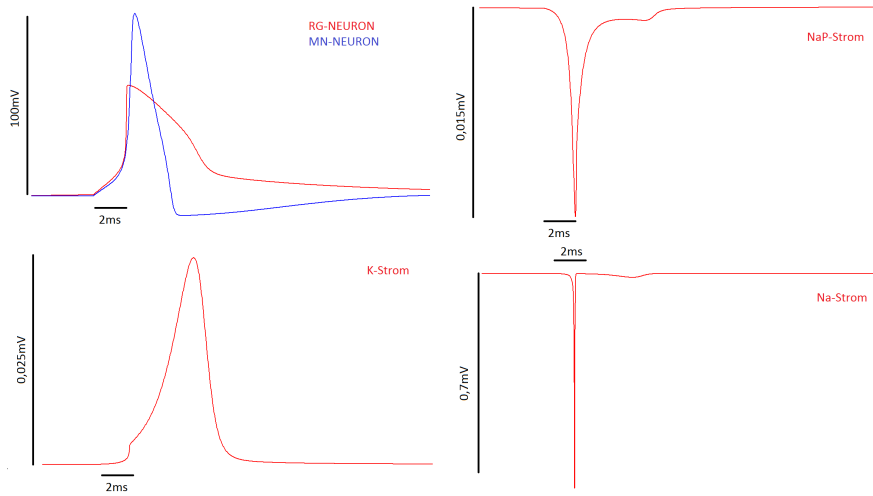 RG-NEURON
MN-NEURON
100mV
2ms
NaP-Strom
0,015mV
2ms
K-Strom
0,025mV
2ms
2ms
Na-Strom
0,7mV